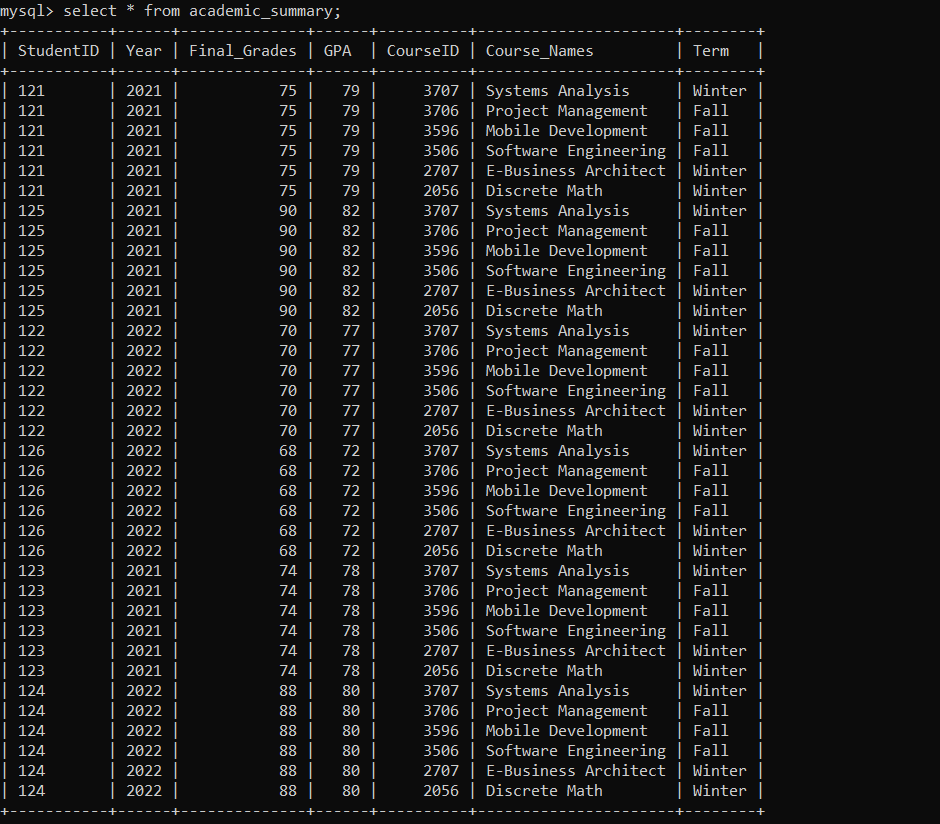 mysql> select * from academic_summary;
+-----------+------+--------------+------+----------+----------------------+--------+
| StudentID | Year | Final_Grades | GPA  | CourseID | Course_Names         | Term   |
+-----------+------+--------------+------+----------+----------------------+--------+
| 121       | 2021 |           75 |   79 |     3707 | Systems Analysis     | Winter |
| 121       | 2021 |           75 |   79 |     3706 | Project Management   | Fall   |
| 121       | 2021 |           75 |   79 |     3596 | Mobile Development   | Fall   |
| 121       | 2021 |           75 |   79 |     3506 | Software Engineering | Fall   |
| 121       | 2021 |           75 |   79 |     2707 | E-Business Architect | Winter |
| 121       | 2021 |           75 |   79 |     2056 | Discrete Math        | Winter |
| 125       | 2021 |           90 |   82 |     3707 | Systems Analysis     | Winter |
| 125       | 2021 |           90 |   82 |     3706 | Project Management   | Fall   |
| 125       | 2021 |           90 |   82 |     3596 | Mobile Development   | Fall   |
| 125       | 2021 |           90 |   82 |     3506 | Software Engineering | Fall   |
| 125       | 2021 |           90 |   82 |     2707 | E-Business Architect | Winter |
| 125       | 2021 |           90 |   82 |     2056 | Discrete Math        | Winter |
| 122       | 2022 |           70 |   77 |     3707 | Systems Analysis     | Winter |
| 122       | 2022 |           70 |   77 |     3706 | Project Management   | Fall   |
| 122       | 2022 |           70 |   77 |     3596 | Mobile Development   | Fall   |
| 122       | 2022 |           70 |   77 |     3506 | Software Engineering | Fall   |
| 122       | 2022 |           70 |   77 |     2707 | E-Business Architect | Winter |
| 122       | 2022 |           70 |   77 |     2056 | Discrete Math        | Winter |
| 126       | 2022 |           68 |   72 |     3707 | Systems Analysis     | Winter |
| 126       | 2022 |           68 |   72 |     3706 | Project Management   | Fall   |
| 126       | 2022 |           68 |   72 |     3596 | Mobile Development   | Fall   |
| 126       | 2022 |           68 |   72 |     3506 | Software Engineering | Fall   |
| 126       | 2022 |           68 |   72 |     2707 | E-Business Architect | Winter |
| 126       | 2022 |           68 |   72 |     2056 | Discrete Math        | Winter |
| 123       | 2021 |           74 |   78 |     3707 | Systems Analysis     | Winter |
| 123       | 2021 |           74 |   78 |     3706 | Project Management   | Fall   |
| 123       | 2021 |           74 |   78 |     3596 | Mobile Development   | Fall   |
| 123       | 2021 |           74 |   78 |     3506 | Software Engineering | Fall   |
| 123       | 2021 |           74 |   78 |     2707 | E-Business Architect | Winter |
| 123       | 2021 |           74 |   78 |     2056 | Discrete Math        | Winter |
| 124       | 2022 |           88 |   80 |     3707 | Systems Analysis     | Winter |
| 124       | 2022 |           88 |   80 |     3706 | Project Management   | Fall   |
| 124       | 2022 |           88 |   80 |     3596 | Mobile Development   | Fall   |
| 124       | 2022 |           88 |   80 |     3506 | Software Engineering | Fall   |
| 124       | 2022 |           88 |   80 |     2707 | E-Business Architect | Winter |
| 124       | 2022 |           88 |   80 |     2056 | Discrete Math        | Winter |
+-----------+------+--------------+------+----------+----------------------+--------+